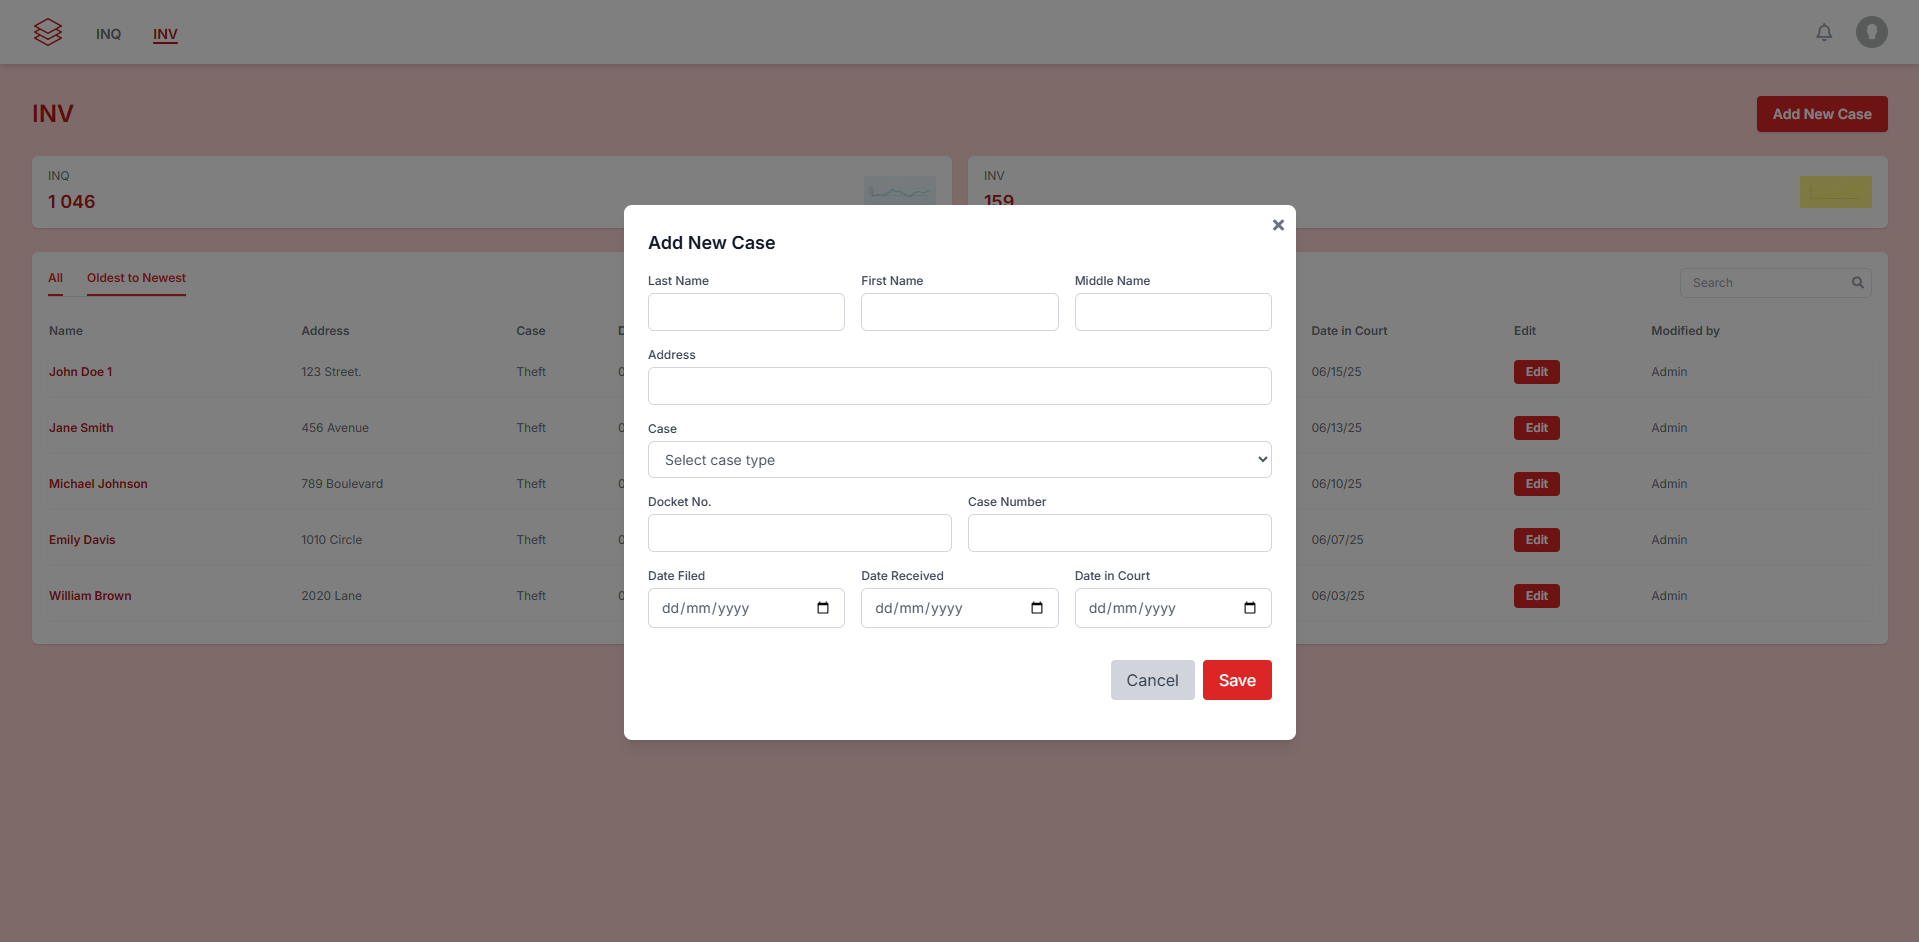 INQ INV
INV Add New Case
INQ INV
1 046 159
Add New Case
All Oldest to Newest Search
Last Name First Name Middle Name
Name Address Case Date in Court Edit Modified by
Address
John Doe 1 123 Street. Theft 06/15/25 Edit Admin
Case
Jane Smith 456 Avenue Theft 06/13/25 Edit Admin
Select case type
Michael Johnson 789 Boulevard Theft 06/10/25 Edit Admin
Docket No. Case Number
Emily Davis 1010 Circle Theft 06/07/25 Edit Admin
Date Filed Date Received Date in Court
William Brown 2020 Lane Theft 06/03/25 Edit Admin
dd/mm/yyyy dd/mm/yyyy dd/mm/yyyy
Cancel Save